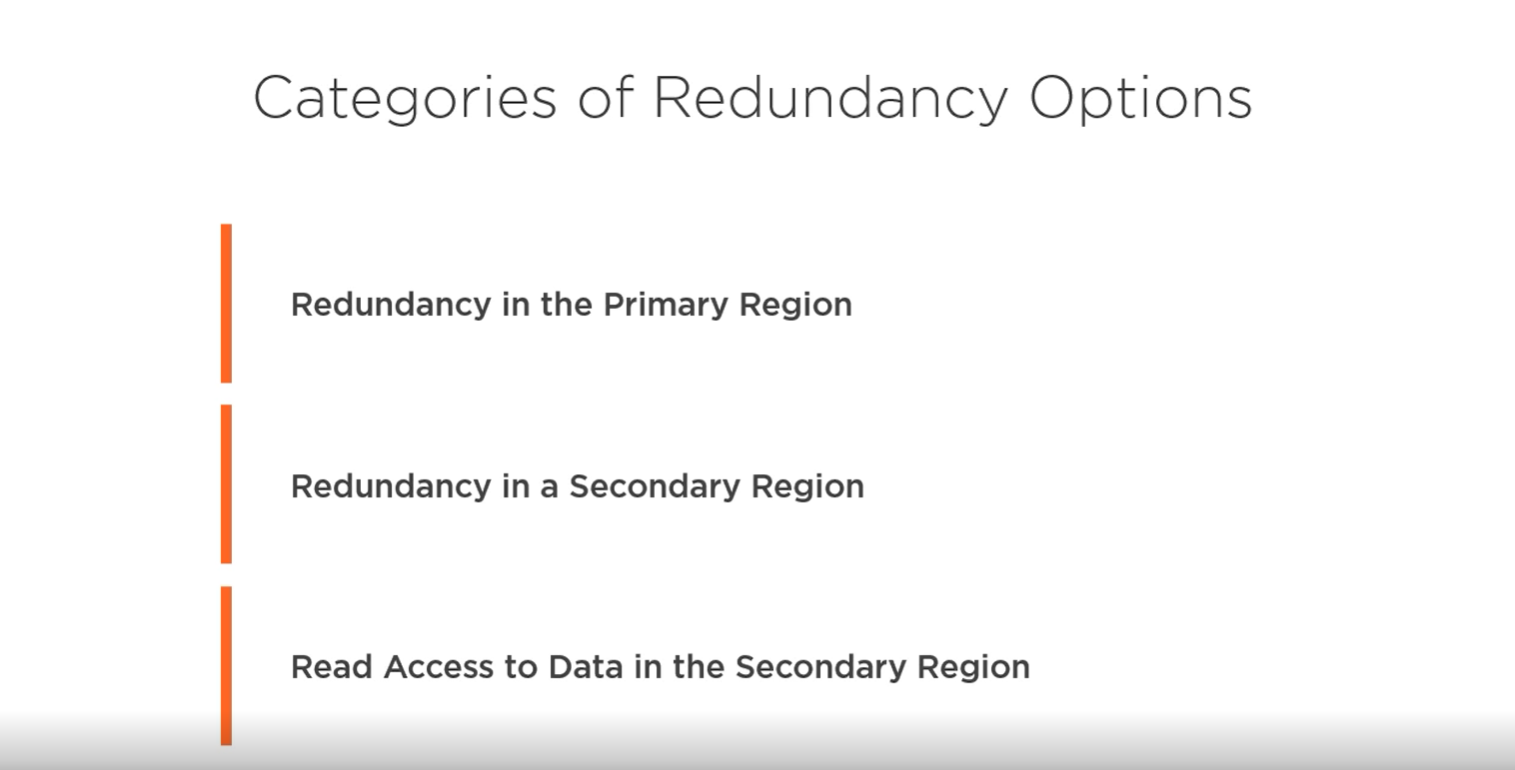 Categories of Redundancy Options
Redundancy in the Primary Region
Redundancy in a Secondary Region
Read Access to Data in the Secondary Region